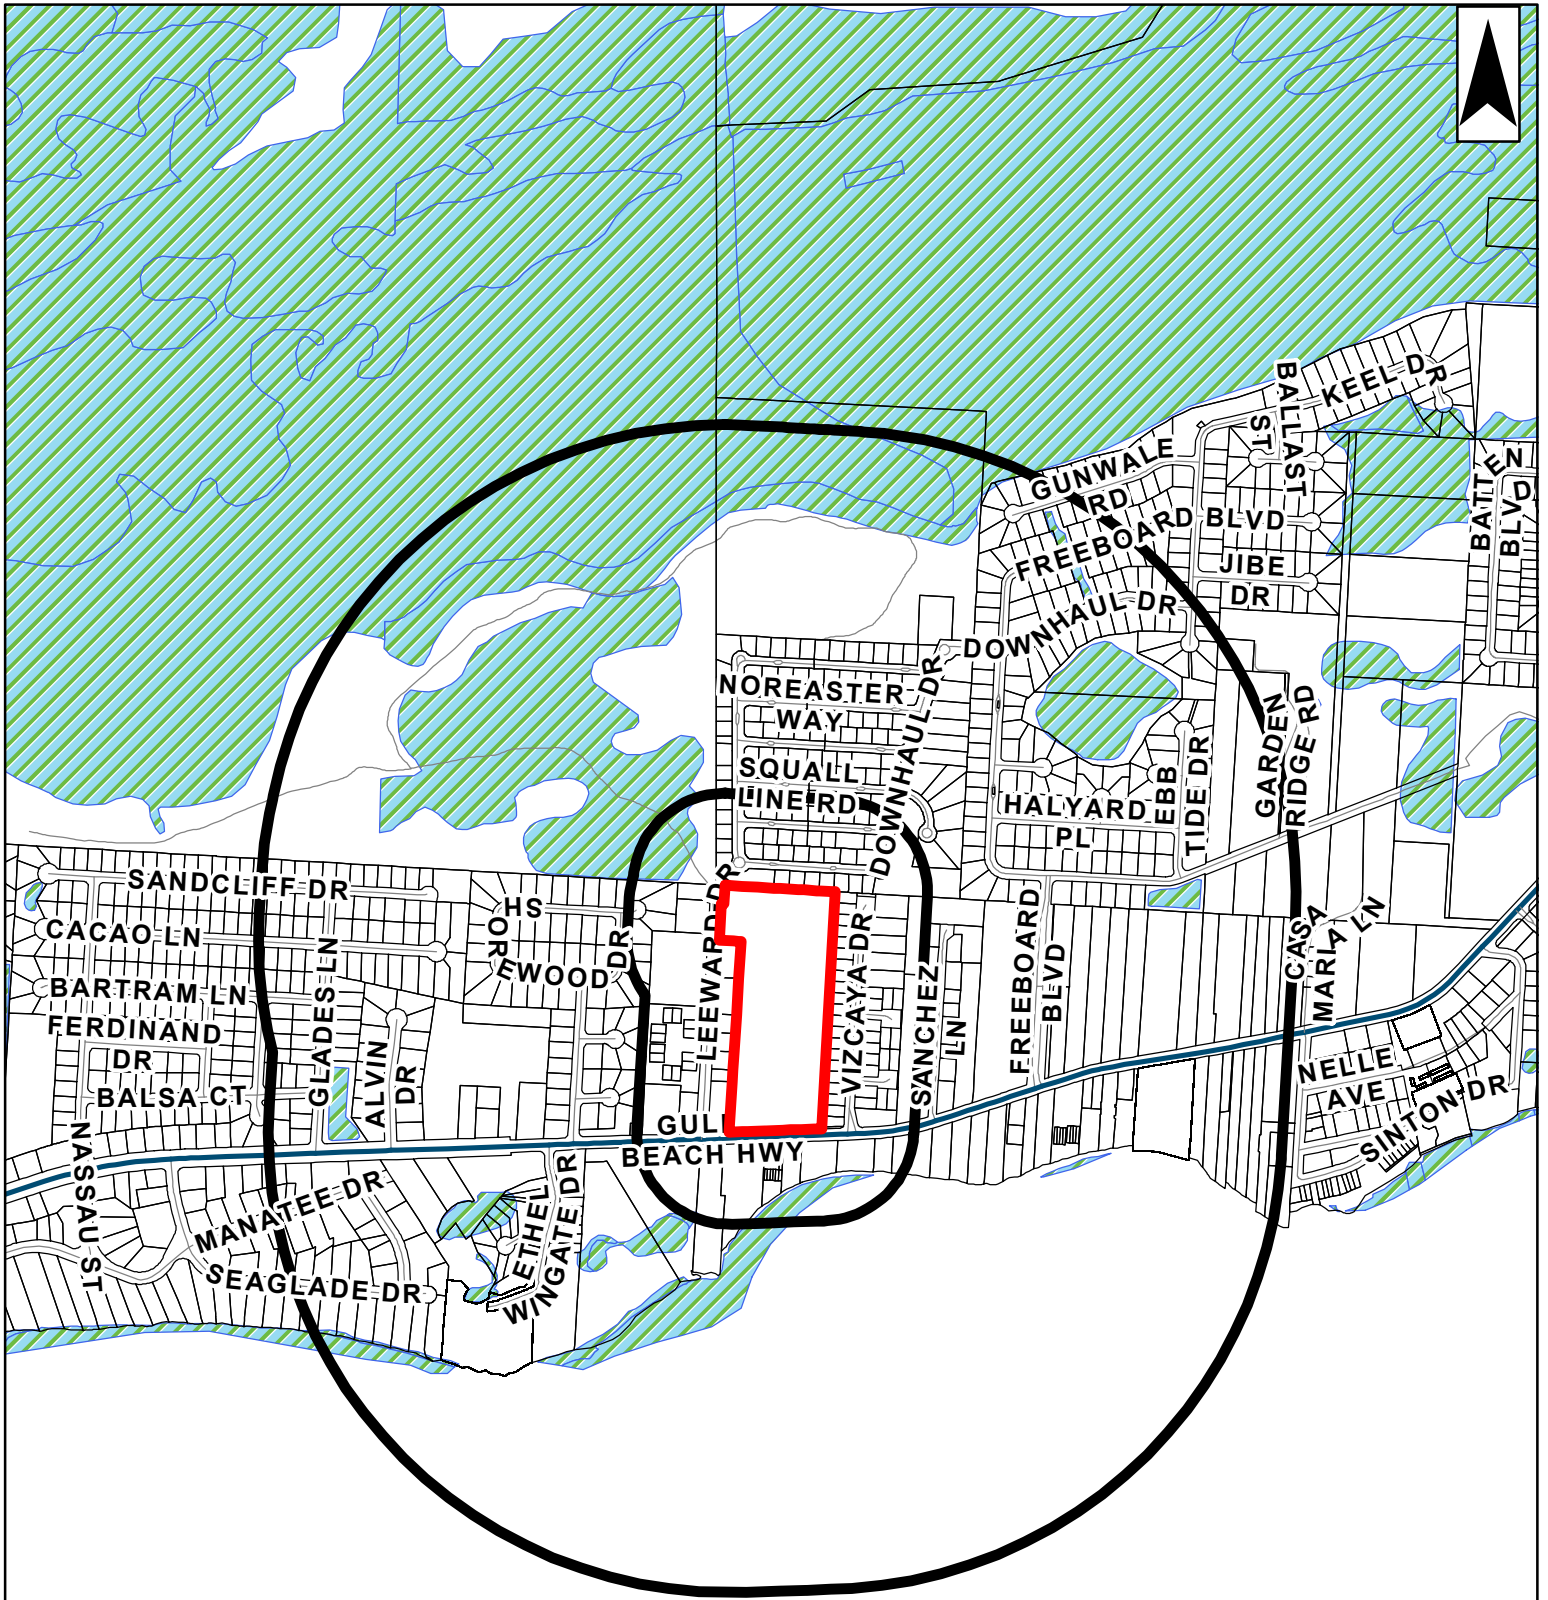 KEEL DR
BALLAST
ST
GUNWALE
RD
BATTEN
BLVD
FREEBOARD BLVD
JIBE
DR
DOWNHAUL DR
NOREASTER
WAY
DOWNHAUL DR
SQUALL
LINE RD
GARDEN
RIDGE RD
EBB
TIDE DR
HALYARD
PL
SANDCLIFF DR
HS
OREWOOD DR
CACAO LN
LEEWARD DR
VIZCAYA DR
SANCHEZ
LN
FREEBOARD
BLVD
CASA
MARIA LN
BARTRAM LN
GLADES LN
FERDINAND
DR
ALVIN
DR
BALSA CT
NELLE
AVE
SINTON DR
GULF
BEACH HWY
NASSAU ST
MANATEE DR
ETHEL
WINGATE DR
SEAGLADE DR